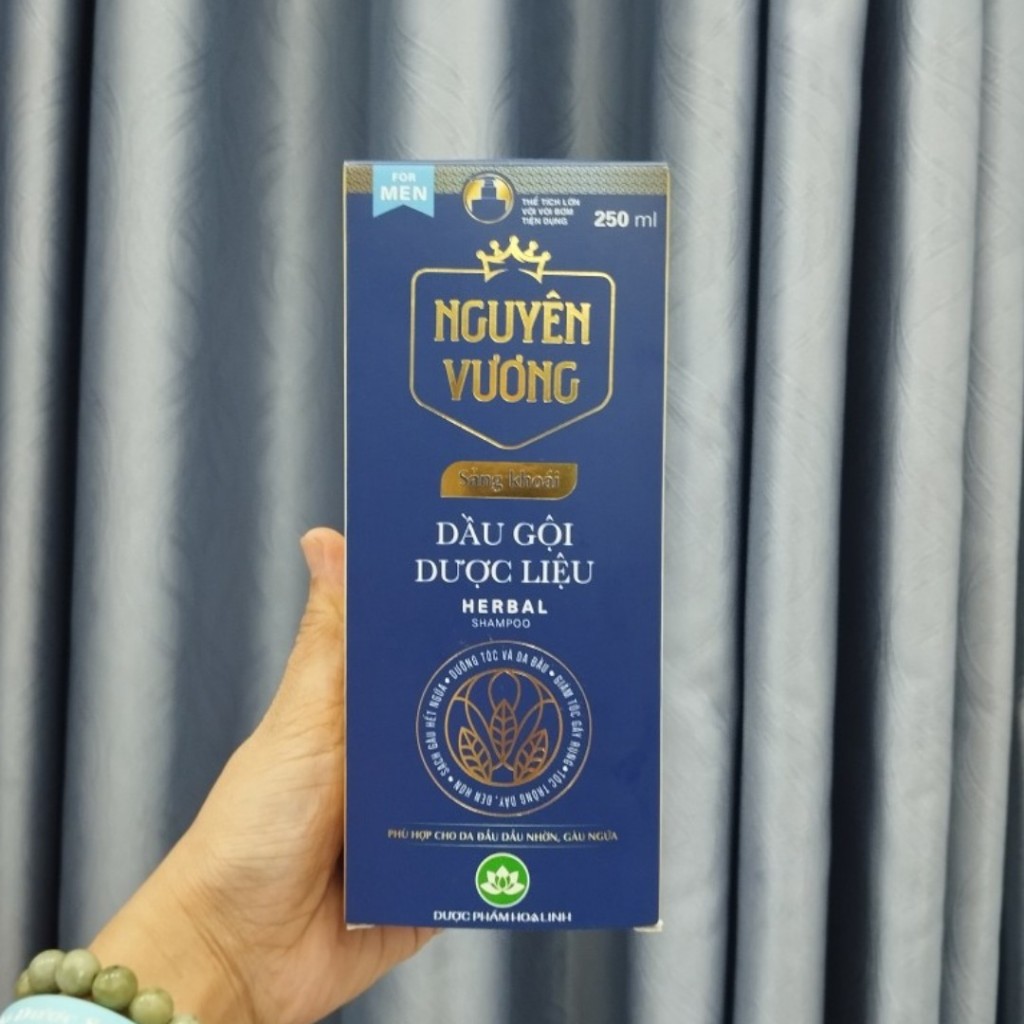 FOR
MEN
THỂ TÍCH LỚN
VỚI VÒI BƠM
TIỆN DỤNG
250 ml
NGUYÊN
VƯƠNG
Sảng khoái
DẦU GỘI
DƯỢC LIỆU
HERBAL
SHAMPOO
SẠCH GÀU HẾT NGỨA • DƯỠNG TÓC VÀ DA ĐẦU • GIẢM TÓC GÃY RỤNG • TÓC TRÔNG DÀY, ĐEN HƠN •
PHÙ HỢP CHO DA ĐẦU DẦU NHỜN, GÀU NGỨA
DƯỢC PHẨM HOA LINH